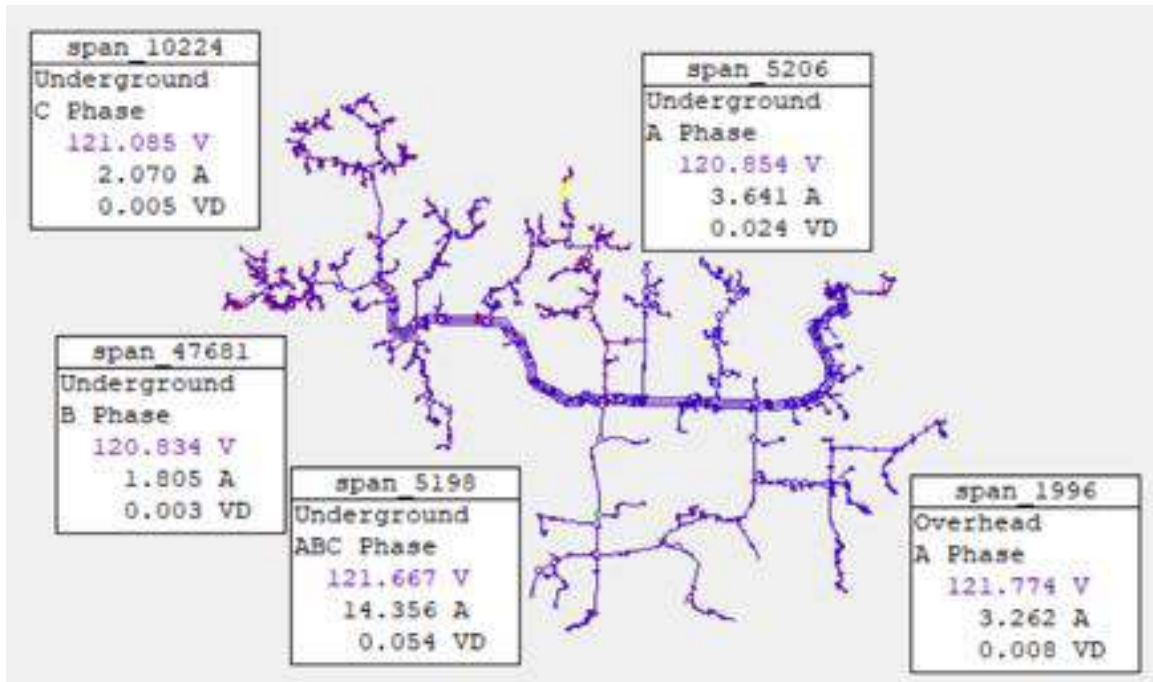 span_10224
Underground
C Phase
121.085 V
2.070 A
0.005 VD
span_5206
Underground
A Phase
120.854 V
3.641 A
0.024 VD
span_47681
Underground
B Phase
120.834 V
1.805 A
0.003 VD
span_5198
Underground
ABC Phase
121.667 V
14.356 A
0.054 VD
span_1996
Overhead
A Phase
121.774 V
3.262 A
0.008 VD